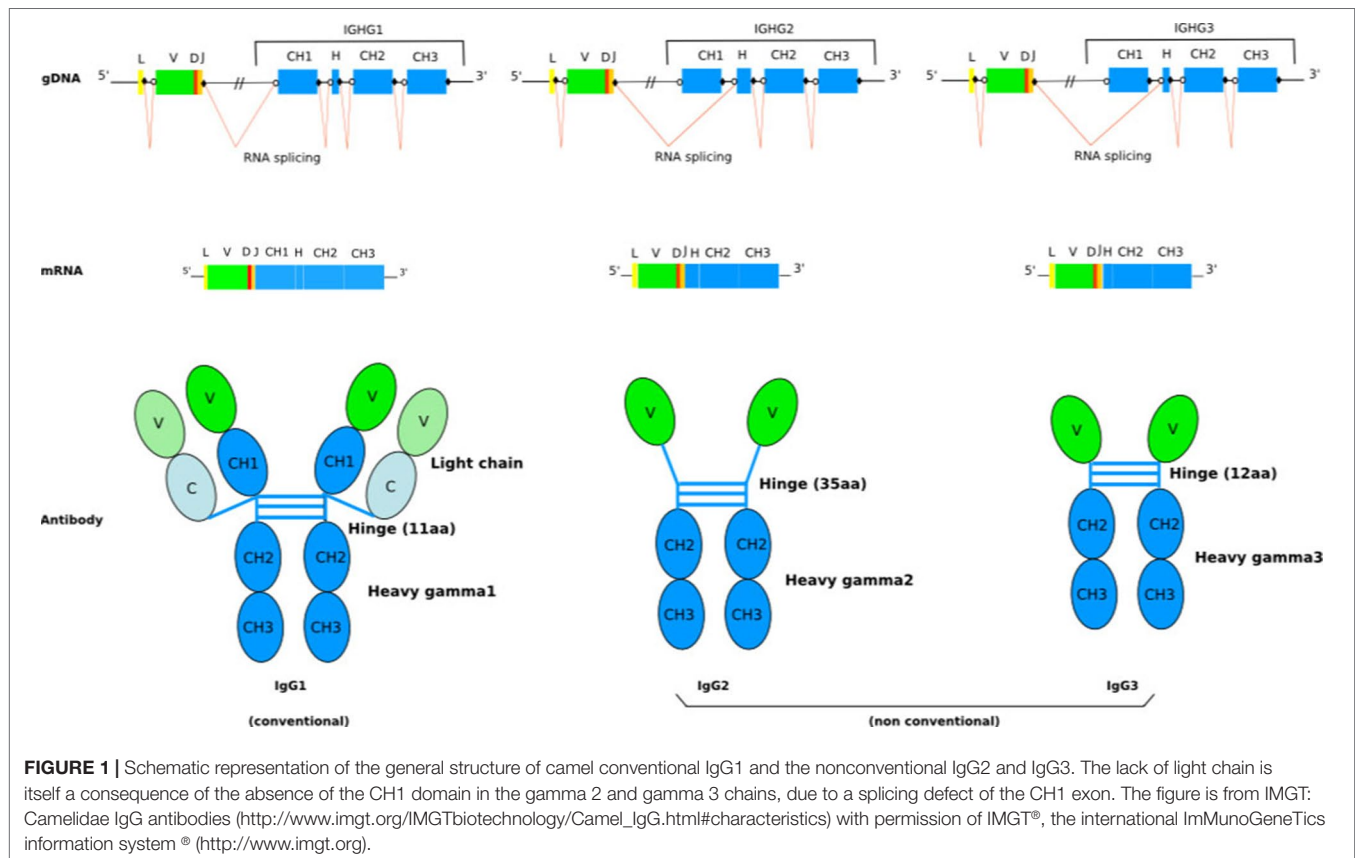 IGHG1 IGHG2 IGHG3
L V D J CH1 H CH2 CH3 L V D J CH1 H CH2 CH3 L V D J CH1 H CH2 CH3
gDNA 5' // 3' 5' // 3' 5' // 3'
RNA splicing RNA splicing RNA splicing
L V D J CH1 H CH2 CH3 L V D J H CH2 CH3 L V D J H CH2 CH3
mRNA 5' 3' 5' 3' 5' 3'
V V V V V V V V
CH1 CH1 Light chain
C C
Hinge (35aa) Hinge (12aa)
Antibody Hinge (11aa)
CH2 CH2 CH2 CH2 CH2 CH2
Heavy gamma1 Heavy gamma2 Heavy gamma3
CH3 CH3 CH3 CH3 CH3 CH3
IgG1 IgG2 IgG3
(conventional) (non conventional)
FIGURE 1 | Schematic representation of the general structure of camel conventional IgG1 and the nonconventional IgG2 and IgG3. The lack of light chain is
itself a consequence of the absence of the CH1 domain in the gamma 2 and gamma 3 chains, due to a splicing defect of the CH1 exon. The figure is from IMGT:
Camelidae IgG antibodies (http://www.imgt.org/IMGTbiotechnology/Camel_IgG.html#characteristics) with permission of IMGT®, the international ImMunoGeneTics
information system ® (http://www.imgt.org).